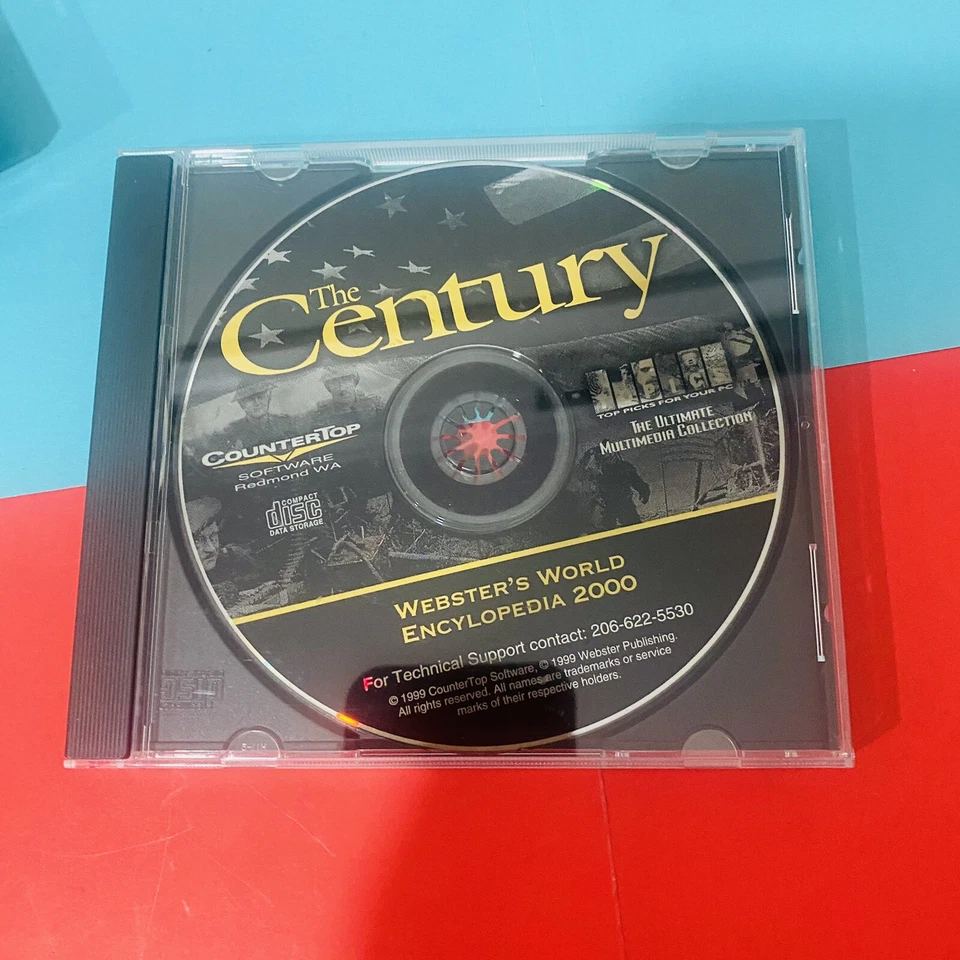 The
Century
TOP PICKS FOR YOUR PC
THE ULTIMATE
MULTIMEDIA COLLECTION
COUNTERTOP
SOFTWARE
Redmond WA
COMPACT
disc
DATA STORAGE
WEBSTER'S WORLD
ENCYLOPEDIA 2000
For Technical Support contact: 206-622-5530
© 1999 CounterTop Software, © 1999 Webster Publishing.
All rights reserved. All names are trademarks or service
marks of their respective holders.